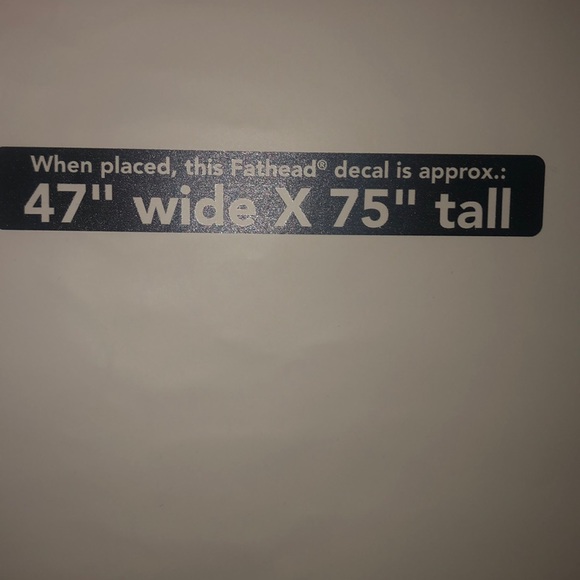 When placed, this Fathead® decal is approx.:
47" wide X 75" tall